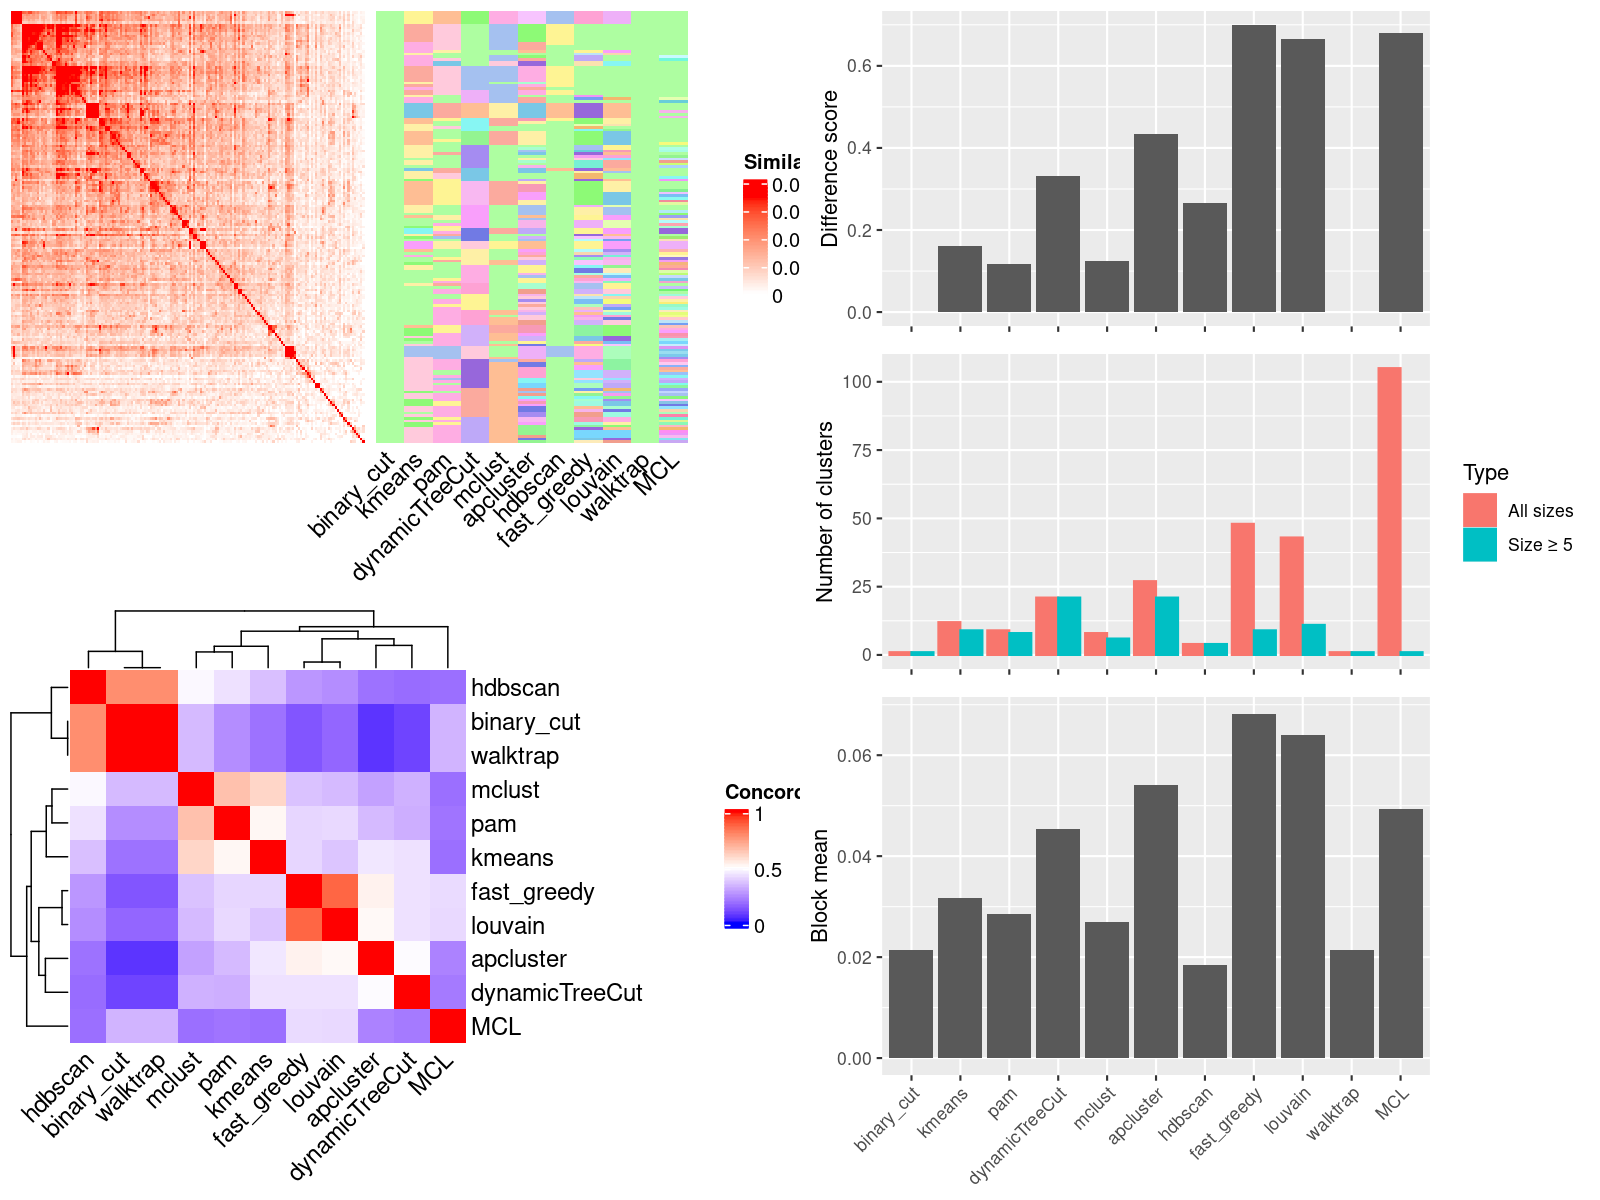 Simila
0.0
0.0
0.0
0.0
0
binary_cut
kmeans
pam
dynamicTreeCut
mclust
apcluster
hdbscan
fast_greedy
louvain
walktrap
MCL
hdbscan
binary_cut
walktrap
mclust
pam
kmeans
fast_greedy
louvain
apcluster
dynamicTreeCut
MCL
hdbscan
binary_cut
walktrap
mclust
pam
kmeans
fast_greedy
louvain
apcluster
dynamicTreeCut
MCL
Concord
1
0.5
0
Difference score
0.6
0.4
0.2
0.0
Number of clusters
100
75
50
25
0
Type
All sizes
Size ≥ 5
Block mean
0.06
0.04
0.02
0.00
binary_cut
kmeans
pam
dynamicTreeCut
mclust
apcluster
hdbscan
fast_greedy
louvain
walktrap
MCL